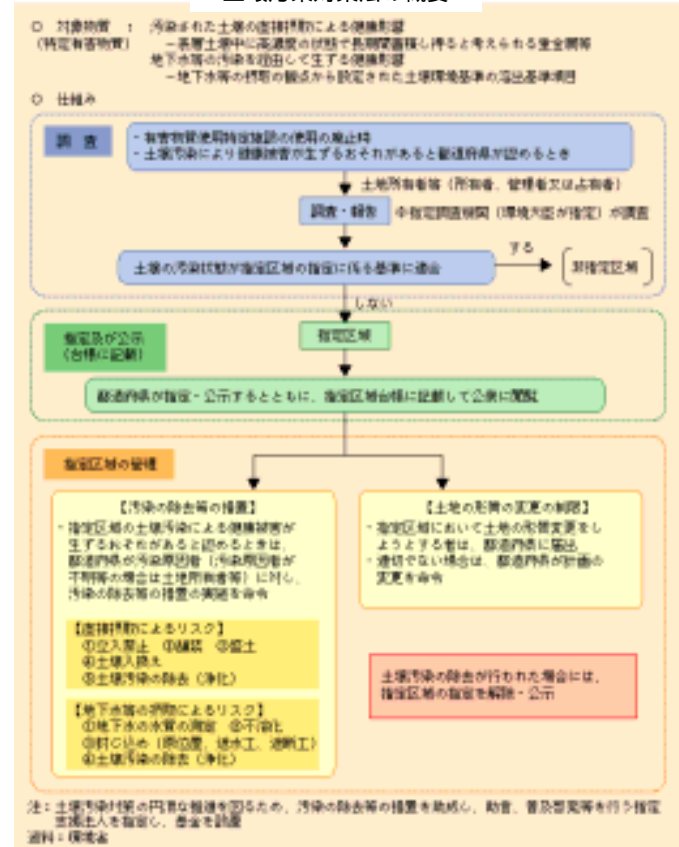 土壌汚染対策法の概要
○ 対象物質 : 汚染された土壌の直接摂取による健康影響
(特定有害物質) -表層土壌中に高濃度の状態で長期間蓄積し得ると考えられる重金属等
地下水等の汚染を経由して生ずる健康影響
-地下水等の摂取の観点から設定された土壌環境基準の溶出基準項目
○ 仕組み
調 査
・有害物質使用特定施設の使用の廃止時
・土壌汚染により健康被害が生ずるおそれがあると都道府県が認めるとき
土地所有者等(所有者、管理者又は占有者)
調査・報告 ※指定調査機関(環境大臣が指定)が調査
土壌の汚染状態が指定区域の指定に係る基準に適合
する
非指定区域
しない
指定及び公示
(台帳に記載)
指定区域
都道府県が指定・公示するとともに、指定区域台帳に記載して公衆に閲覧
指定区域の管理
【汚染の除去等の措置】
・指定区域の土壌汚染による健康被害が
生ずるおそれがあると認めるときは、
都道府県が汚染原因者(汚染原因者が
不明等の場合は土地所有者等)に対し、
汚染の除去等の措置の実施を命令
【直接摂取によるリスク】
①立入禁止 ②舗装 ③盛土
④土壌入換え
⑤土壌汚染の除去(浄化)
【地下水等の摂取によるリスク】
①地下水の水質の測定 ②不溶化
③封じ込め(原位置、遮水工、遮断工)
④土壌汚染の除去(浄化)
【土地の形質の変更の制限】
・指定区域において土地の形質変更をし
ようとする者は、都道府県に届出
・適切でない場合は、都道府県が計画の
変更を命令
土壌汚染の除去が行われた場合には、
指定区域の指定を解除・公示
注:土壌汚染対策の円滑な推進を図るため、汚染の除去等の措置を助成し、助言、普及啓発等を行う指定
支援法人を指定し、基金を設置
資料:環境省